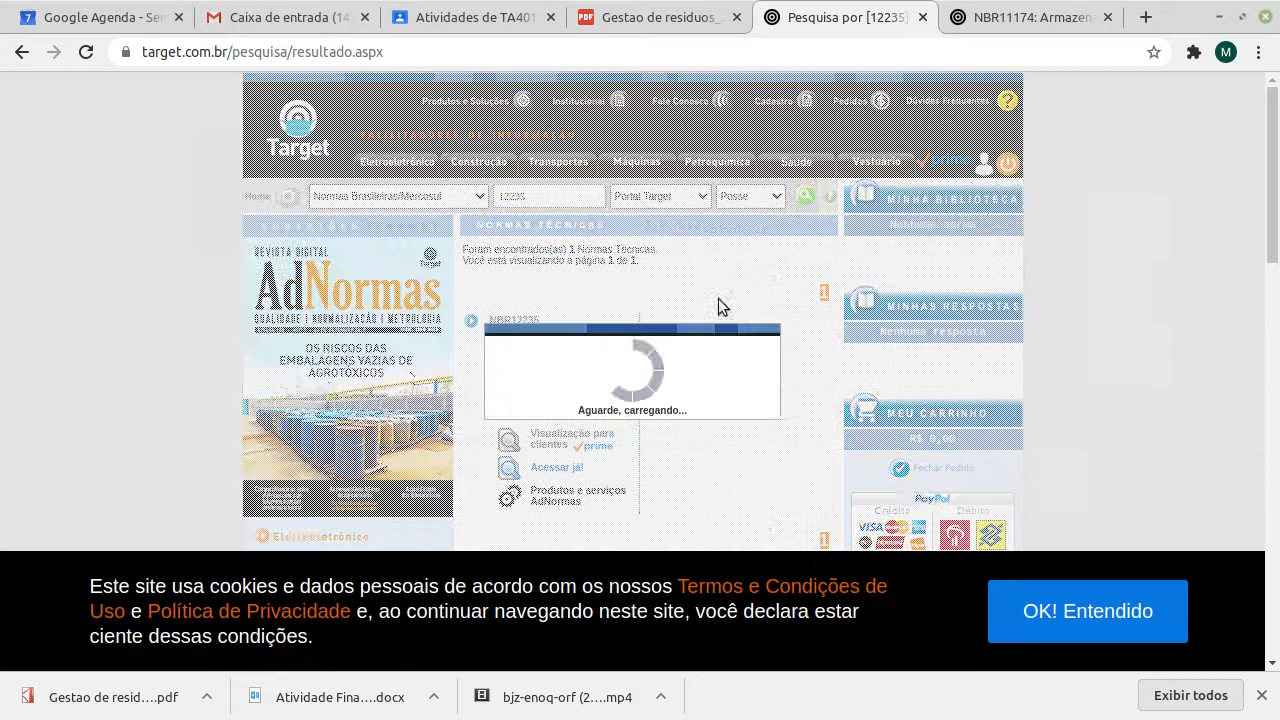 Google Agenda - Sen
Caixa de entrada (14
Atividades de TA401
PDF
Gestao de residuos_
Pesquisa por [12235]
NBR11174: Armazen
target.com.br/pesquisa/resultado.aspx
M
Produtos e Soluções
Fale Conosco
Cadastro
Dúvidas Frequentes
?
Target
Eletroeletrônico
Construção
Transportes
Máquinas
Petroquímica
Saúde
Vestuário
Home
Normas Brasileiras/Mercosul
12235
Portal Target
Posse
MINHA BIBLIOTECA
NORMAS TÉCNICAS
REVISTA DIGITAL
Target
AdNormas
QUALIDADE | NORMALIZAÇÃO & METROLOGIA
OS RISCOS DAS
EMBALAGENS VAZIAS DE
AGROTÓXICOS
Eletroeletrônico
Foram encontrados(as) 1 Normas Técnicas.
Você está visualizando a página 1 de 1.
1
NBR12235
Aguarde, carregando...
Visualização para
clientes prime
Acessar já!
Produtos e serviços
AdNormas
1
MINHAS RESPOSTAS
Nenhuma resposta
MEU CARRINHO
R$ 0,00
Fechar Pedido
PayPal
Crédito
Débito
VISA
Este site usa cookies e dados pessoais de acordo com os nossos Termos e Condições de
Uso e Política de Privacidade e, ao continuar navegando neste site, você declara estar
ciente dessas condições.
OK! Entendido
Gestao de resid....pdf
Atividade Fina....docx
bjz-enoq-orf (2....mp4
Exibir todos